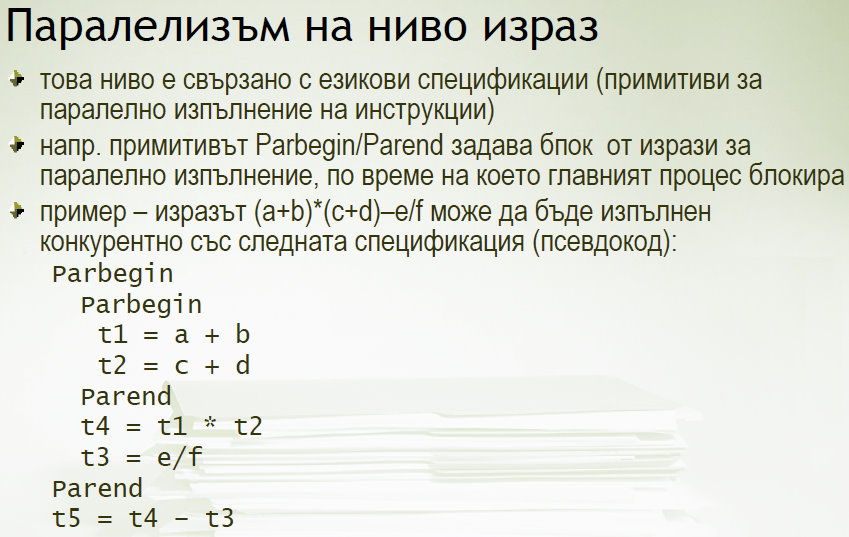 Паралелизъм на ниво израз
това ниво е свързано с езикови спецификации (примитиви за
паралелно изпълнение на инструкции)
напр. примитивът Parbegin/Parend задава бпок от изрази за
паралелно изпълнение, по време на което главният процес блокира
пример – изразът (a+b)*(c+d)–e/f може да бъде изпълнен
конкурентно със следната спецификация (псевдокод):
Parbegin
Parbegin
t1 = a + b
t2 = c + d
Parend
t4 = t1 * t2
t3 = e/f
Parend
t5 = t4 – t3